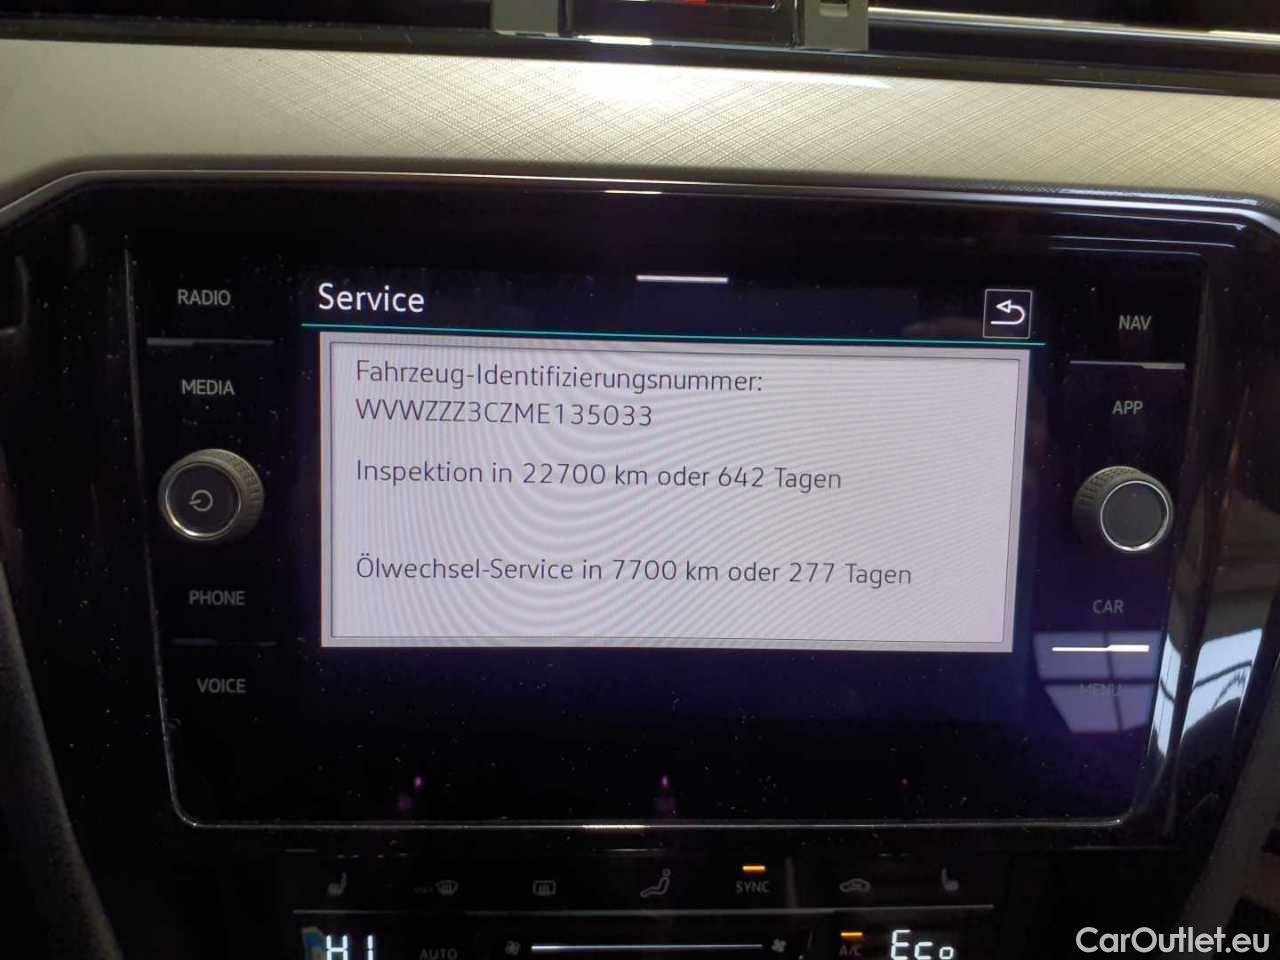 RADIO
MEDIA
PHONE
VOICE
Service
Fahrzeug-Identifizierungsnummer:
WVWZZZ3CZME135033
Inspektion in 22700 km oder 642 Tagen
Ölwechsel-Service in 7700 km oder 277 Tagen
NAV
APP
CAR
MENU
SYNC
HI
AUTO
A/C
Eco
CarOutlet.eu